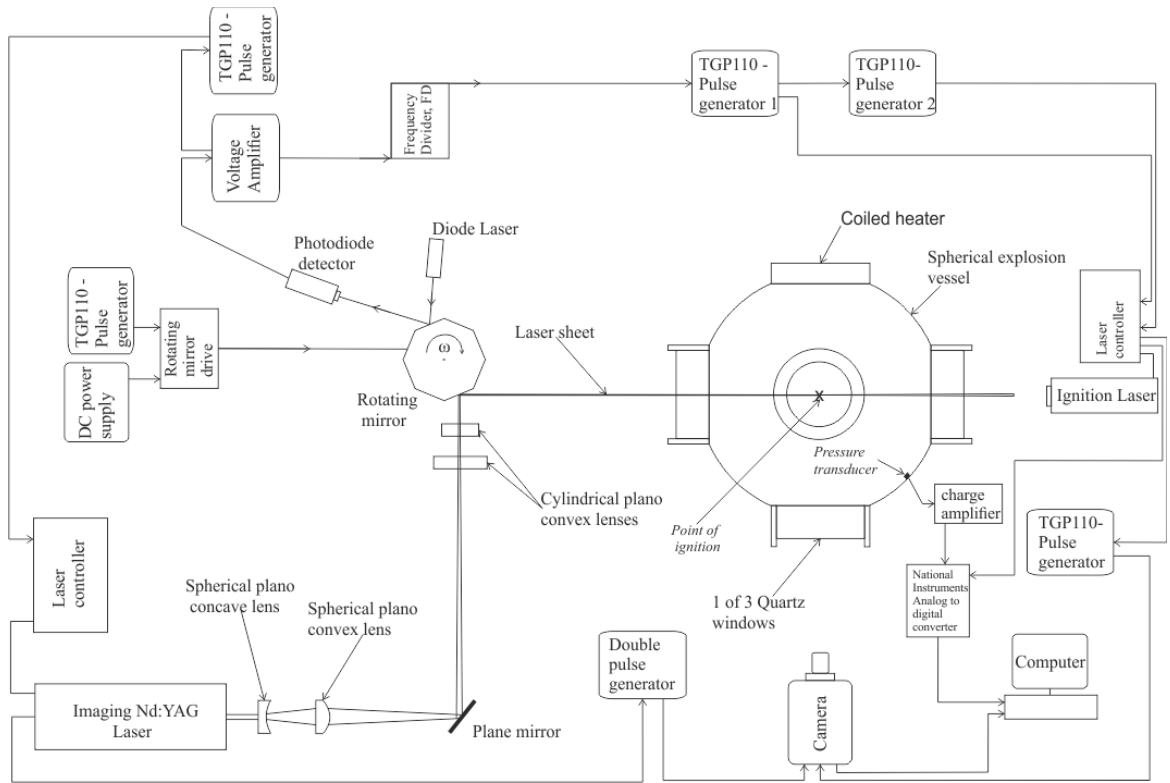 TGP110 -
Pulse
generator
Voltage
Amplifier
Frequency
Divider, FD
TGP110 -
Pulse
generator 1
TGP110-
Pulse
generator 2
Diode Laser
Photodiode
detector
Coiled heater
Spherical explosion
vessel
TGP110 -
Pulse
generator
Rotating
mirror
drive
DC power
supply
ω
Rotating
mirror
Laser sheet
X
Laser
controller
Ignition Laser
Pressure
transducer
Cylindrical plano
convex lenses
Point of
ignition
charge
amplifier
TGP110-
Pulse
generator
Laser
controller
Spherical plano
concave lens
Spherical plano
convex lens
1 of 3 Quartz
windows
National
Instruments
Analog to
digital
converter
Double
pulse
generator
Computer
Camera
Imaging Nd:YAG
Laser
Plane mirror